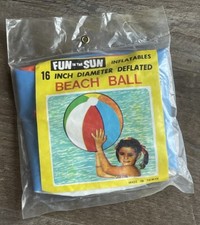 FUN IN THE SUN INFLATABLES
16 INCH DIAMETER DEFLATED
BEACH BALL